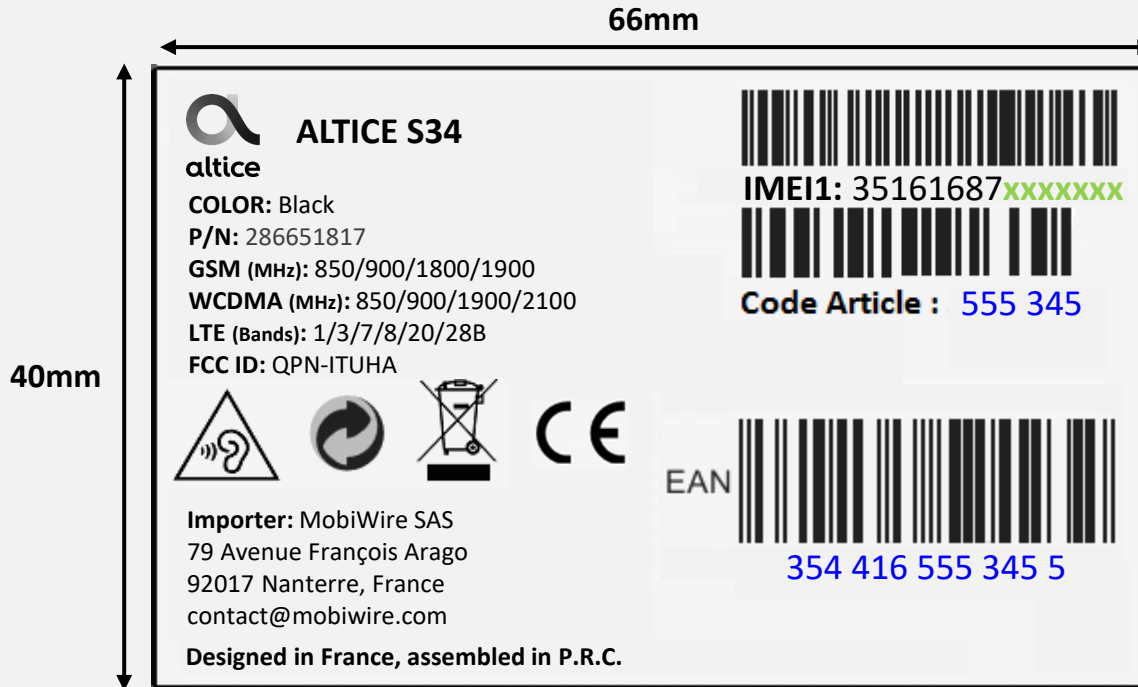 66mm
40mm
altice
ALTICE S34
COLOR: Black
P/N: 286651817
GSM (MHz): 850/900/1800/1900
WCDMA (MHz): 850/900/1900/2100
LTE (Bands): 1/3/7/8/20/28B
FCC ID: QPN-ITUHA
CE
Importer: MobiWire SAS
79 Avenue François Arago
92017 Nanterre, France
contact@mobiwire.com
Designed in France, assembled in P.R.C.
IMEI1: 35161687xxxxxxx
Code Article : 555 345
EAN
354 416 555 345 5